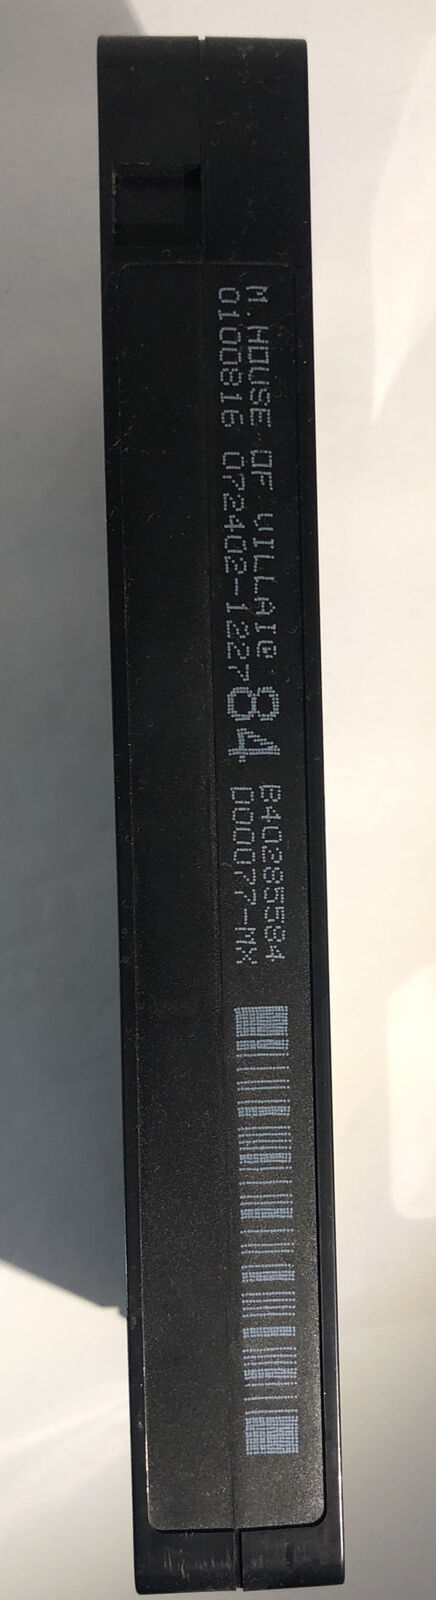 M.HOUSE OF VILLAI@ 84 B40285584
0100816 072402-1227 D00077-MX